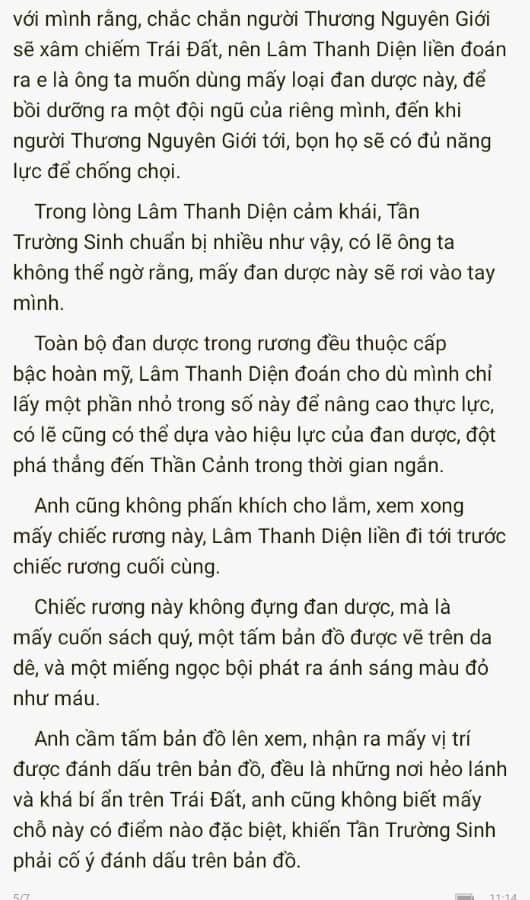 với mình rằng, chắc chắn người Thương Nguyên Giới
sẽ xâm chiếm Trái Đất, nên Lâm Thanh Diện liền đoán
ra e là ông ta muốn dùng mấy loại đan dược này, để
bồi dưỡng ra một đội ngũ của riêng mình, đến khi
người Thương Nguyên Giới tới, bọn họ sẽ có đủ năng
lực để chống chọi.
Trong lòng Lâm Thanh Diện cảm khái, Tần
Trường Sinh chuẩn bị nhiều như vậy, có lẽ ông ta
không thể ngờ rằng, mấy đan dược này sẽ rơi vào tay
mình.
Toàn bộ đan dược trong rương đều thuộc cấp
bậc hoàn mỹ, Lâm Thanh Diện đoán cho dù mình chỉ
lấy một phần nhỏ trong số này để nâng cao thực lực,
có lẽ cũng có thể dựa vào hiệu lực của đan dược, đột
phá thẳng đến Thần Cảnh trong thời gian ngắn.
Anh cũng không phấn khích cho lắm, xem xong
mấy chiếc rương này, Lâm Thanh Diện liền đi tới trước
chiếc rương cuối cùng.
Chiếc rương này không đựng đan dược, mà là
mấy cuốn sách quý, một tấm bản đồ được vẽ trên da
dê, và một miếng ngọc bội phát ra ánh sáng màu đỏ
như máu.
Anh cầm tấm bản đồ lên xem, nhận ra mấy vị trí
được đánh dấu trên bản đồ, đều là những nơi hẻo lánh
và khá bí ẩn trên Trái Đất, anh cũng không biết mấy
chỗ này có điểm nào đặc biệt, khiến Tần Trường Sinh
phải cố ý đánh dấu trên bản đồ.
5/7
11:14